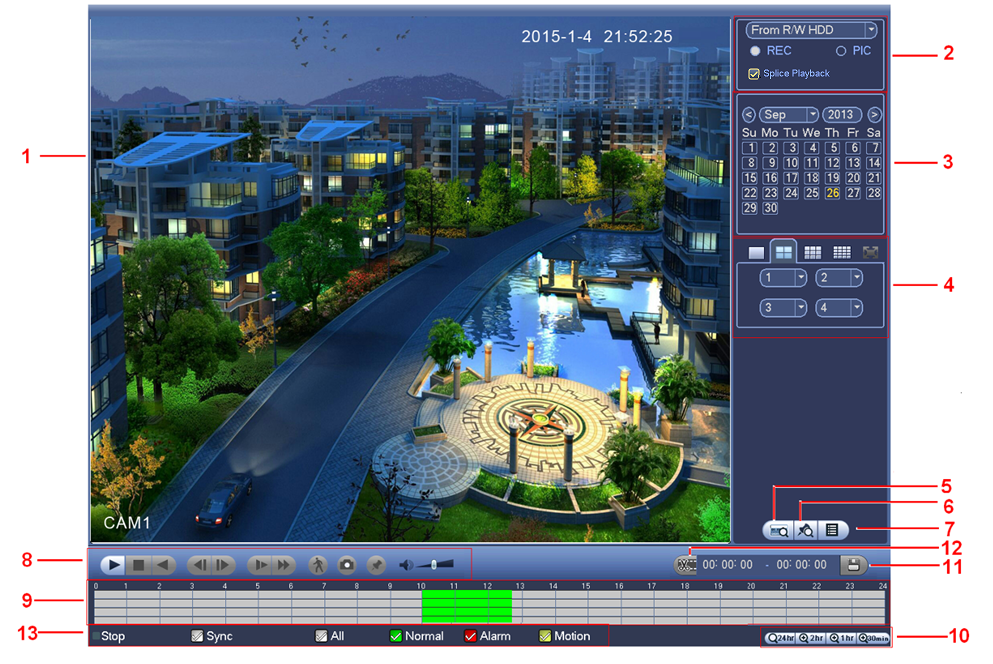 2015-1-4 21:52:25
From R/W HDD
2
REC PIC
Splice Playback
< Sep 2013 >
Su Mo Tu We Th Fr Sa
1 2 3 4 5 6 7
1 8 9 10 11 12 13 14 3
15 16 17 18 19 20 21
22 23 24 25 26 27 28
29 30
1 2
4
3 4
5
6
CAM1
7
12
8
00: 00: 00 - 00: 00: 00
11
0 1 2 3 4 5 6 7 8 9 10 11 12 13 14 15 16 17 18 19 20 21 22 23 24
9
13 Stop Sync All Normal Alarm Motion
24hr 2hr 1hr 30min 10